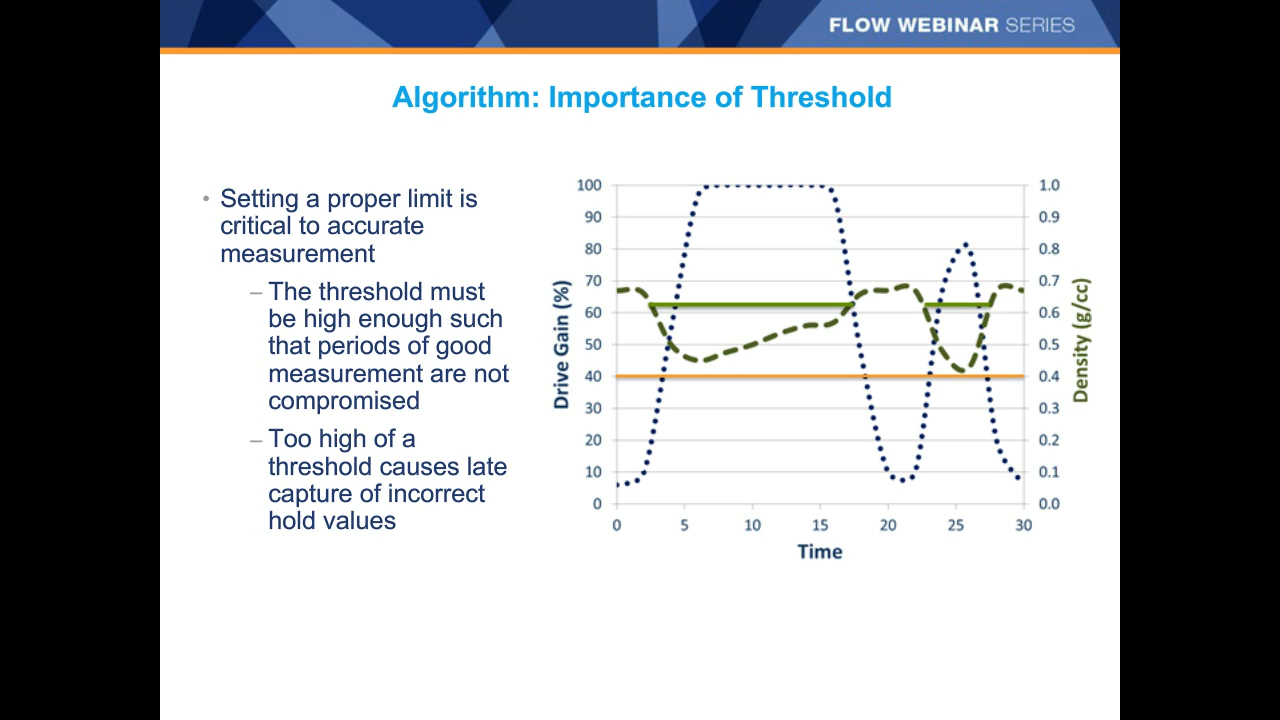 FLOW WEBINAR SERIES
Algorithm: Importance of Threshold
• Setting a proper limit is
critical to accurate
measurement
– The threshold must
be high enough such
that periods of good
measurement are not
compromised
– Too high of a
threshold causes late
capture of incorrect
hold values
Drive Gain (%)
100
90
80
70
60
50
40
30
20
10
0
1.0
0.9
0.8
0.7
0.6
0.5
0.4
0.3
0.2
0.1
0.0
Density (g/cc)
0 5 10 15 20 25 30
Time